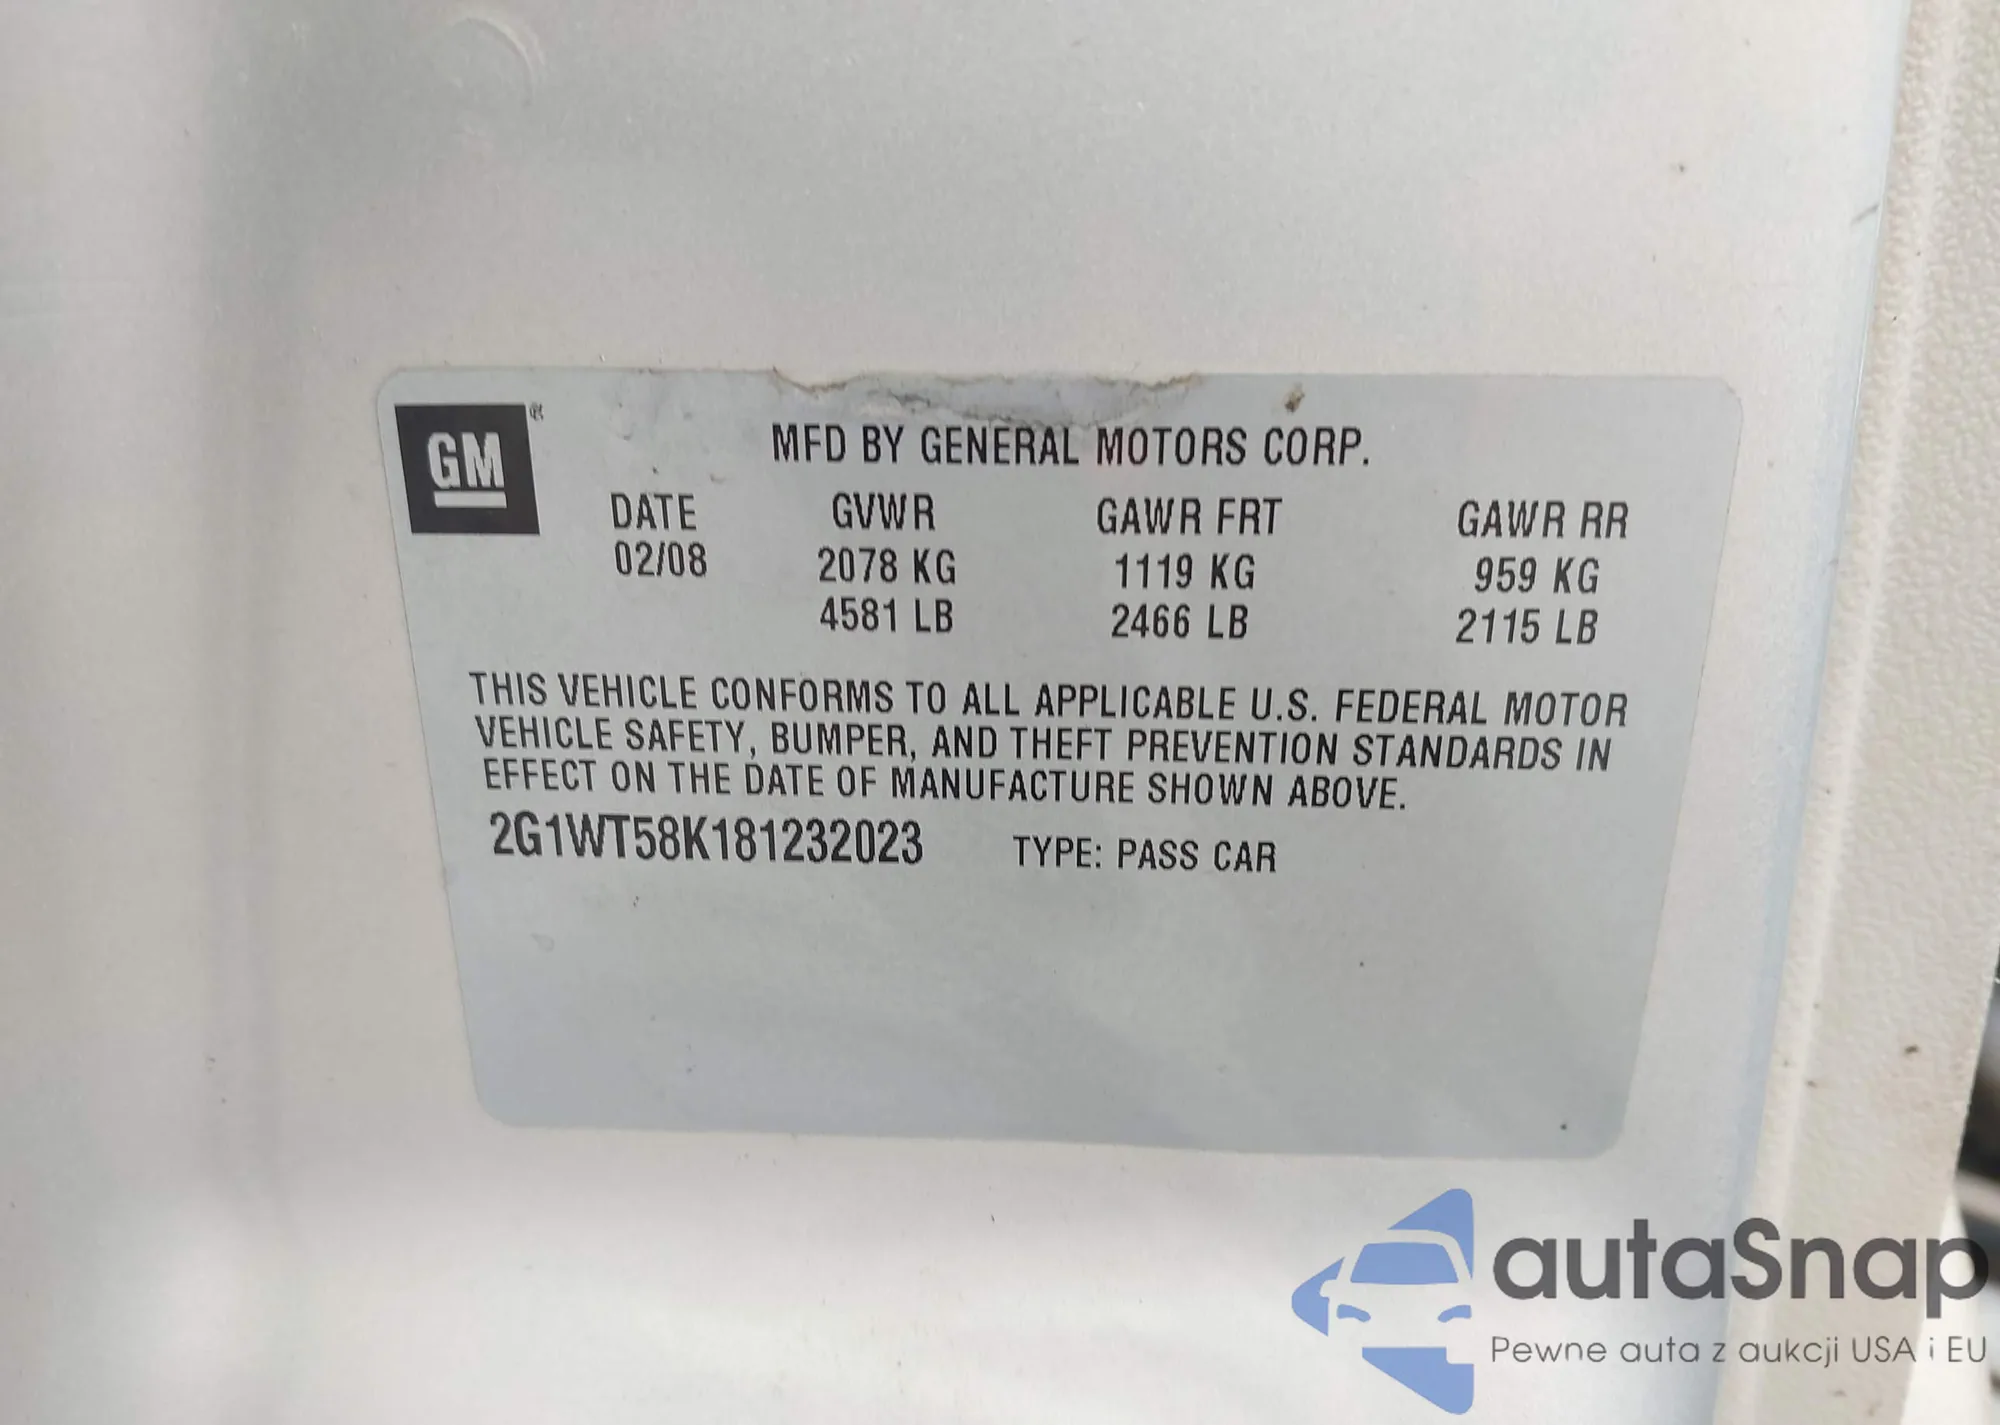 GM
MFD BY GENERAL MOTORS CORP.
DATE GVWR GAWR FRT GAWR RR
02/08 2078 KG 1119 KG 959 KG
4581 LB 2466 LB 2115 LB
THIS VEHICLE CONFORMS TO ALL APPLICABLE U.S. FEDERAL MOTOR
VEHICLE SAFETY, BUMPER, AND THEFT PREVENTION STANDARDS IN
EFFECT ON THE DATE OF MANUFACTURE SHOWN ABOVE.
2G1WT58K181232023 TYPE: PASS CAR
autaSnap
Pewne auta z aukcji USA i EU